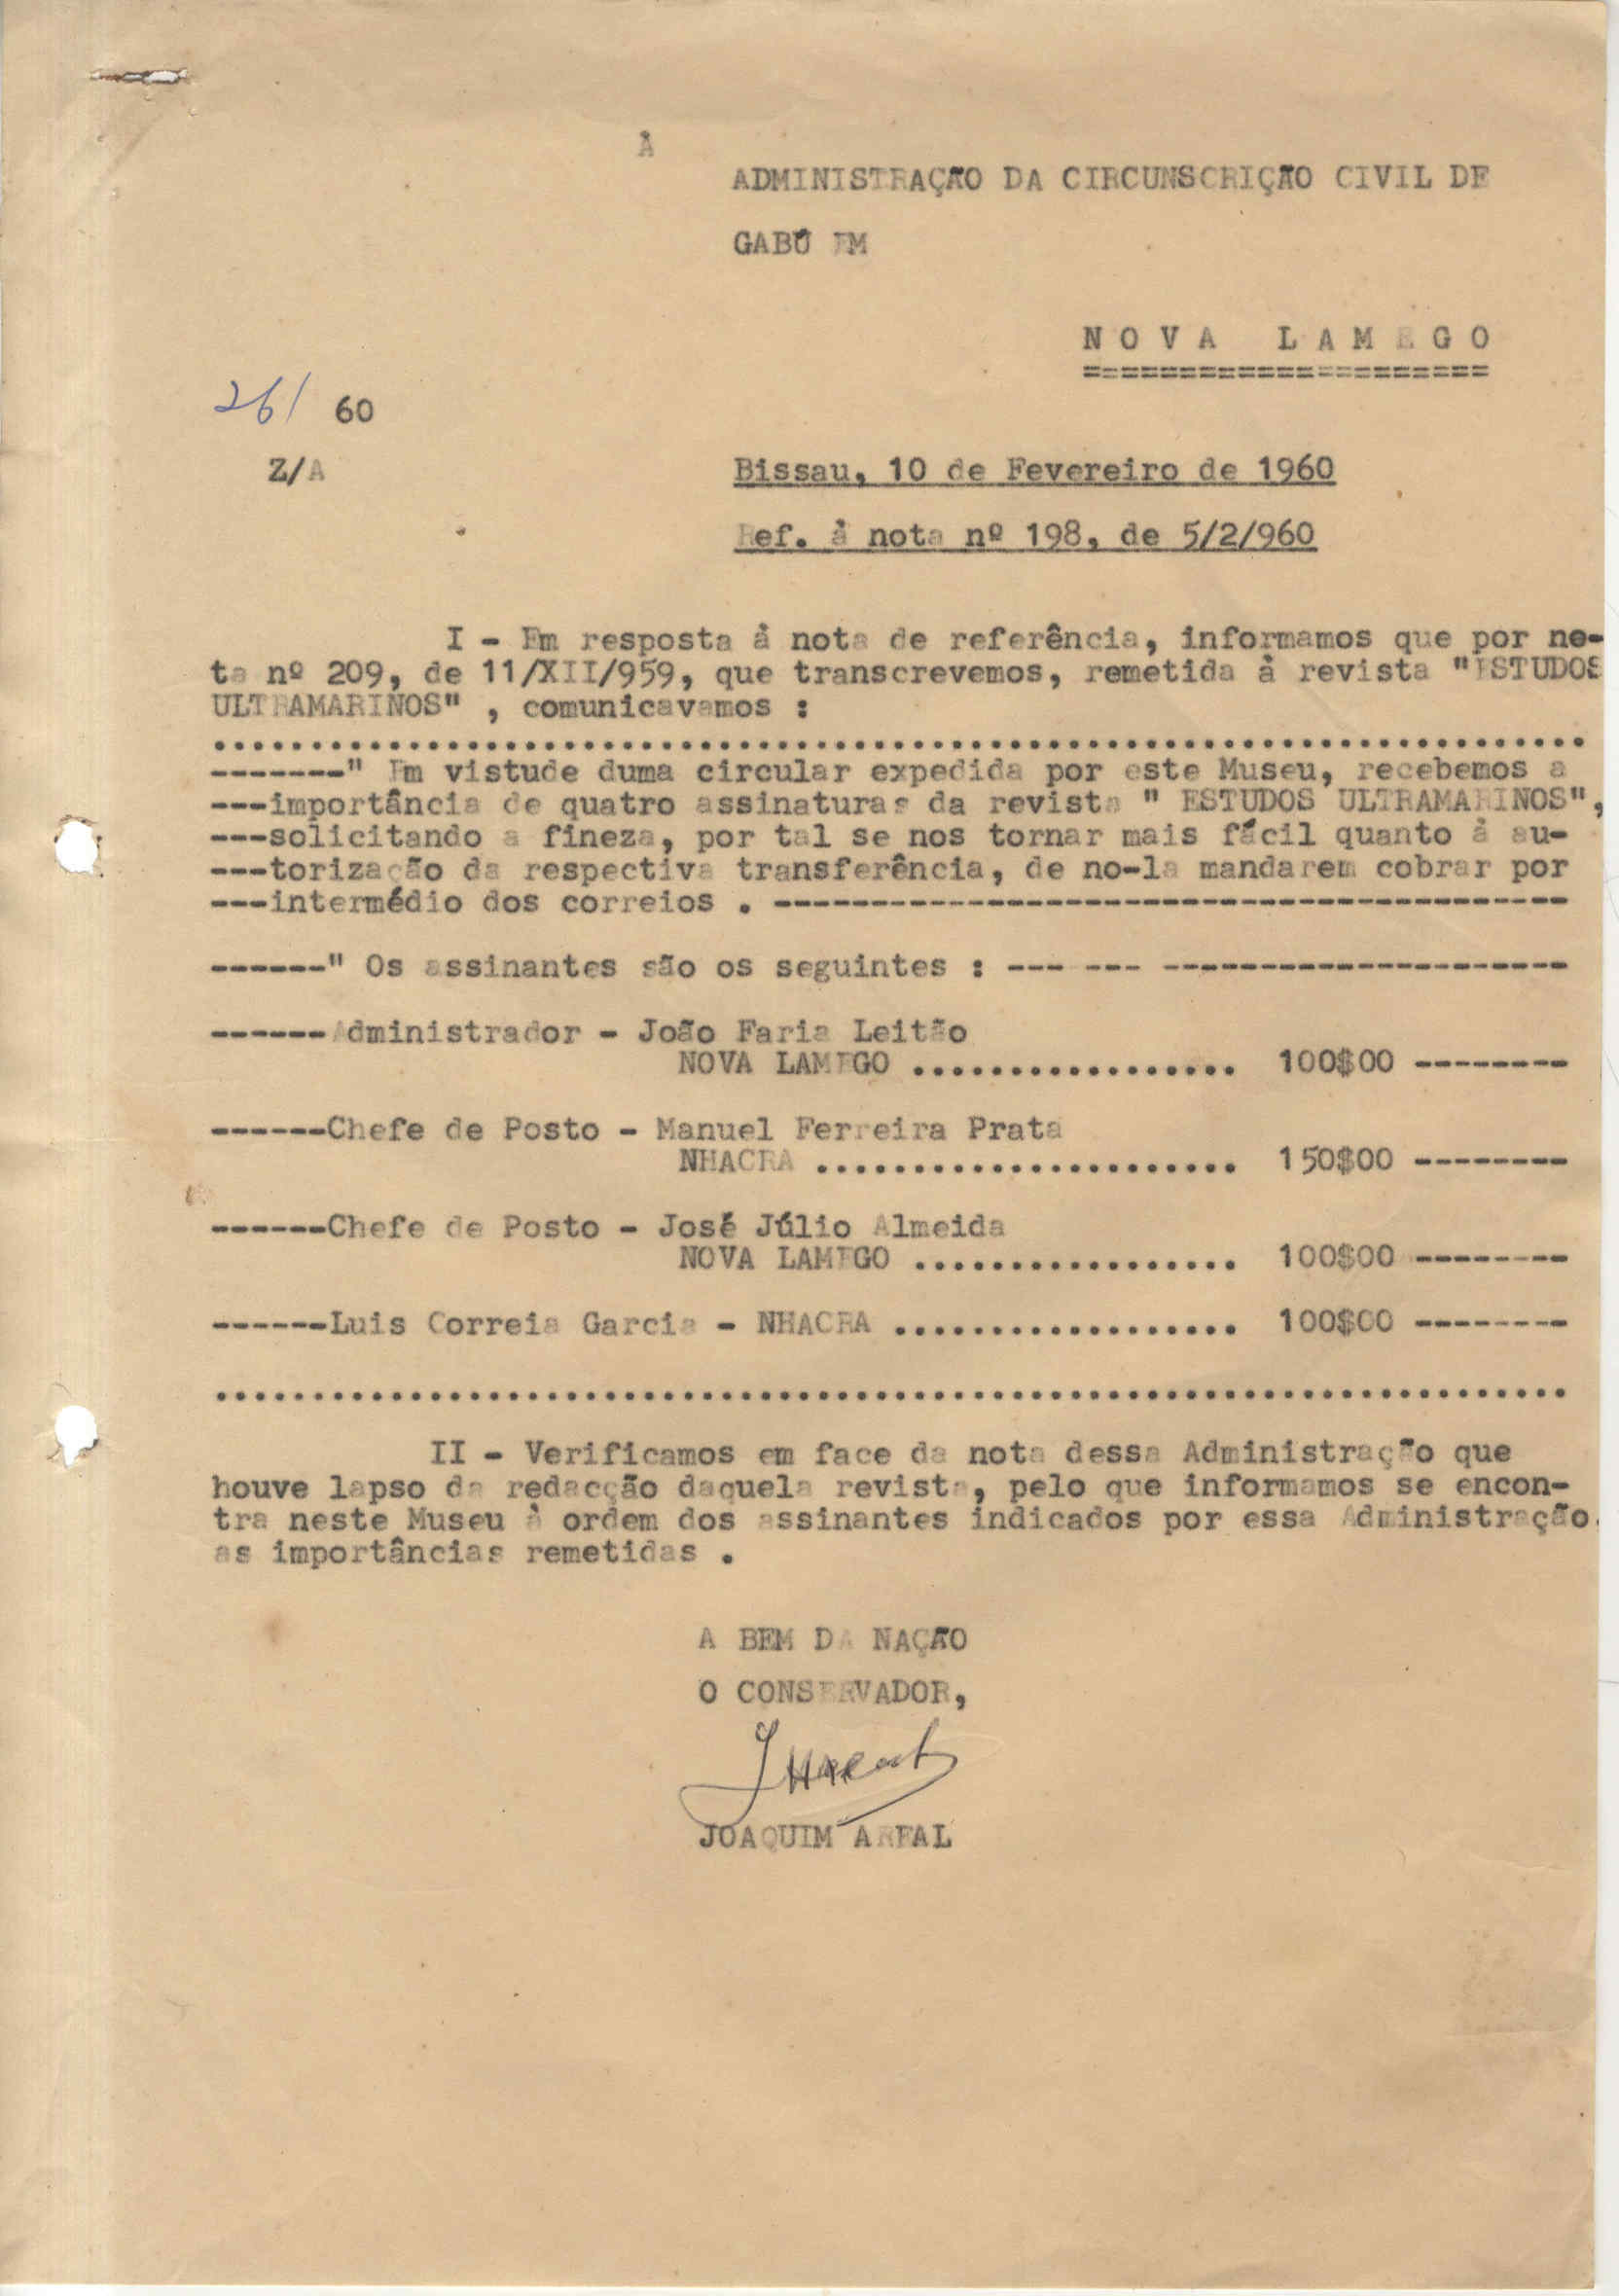 À
ADMINISTRAÇÃO DA CIRCUNSCRIÇÃO CIVIL DE
GABÚ EM
NOVA LAMEGO
====================
26/ 60
Z/A
Bissau, 10 de Fevereiro de 1960
Ref. à nota nº 198, de 5/2/960
I - Em resposta à nota de referência, informamos que por no-
ta nº 209, de 11/XII/959, que transcrevemos, remetida à revista "ESTUDOS
ULTRAMARINOS" , comunicavamos :
......................................................................
-------" Em vistude duma circular expedida por este Museu, recebemos a
---importância de quatro assinaturas da revista " ESTUDOS ULTRAMARINOS",
---solicitando a fineza, por tal se nos tornar mais fácil quanto à au-
---torização da respectiva transferência, de no-la mandarem cobrar por
---intermédio dos correios . -----------------------------------------
------" Os assinantes são os seguintes : --- --- ---------------------
------Administrador - João Faria Leitão
NOVA LAMEGO ................. 100$00 --------
------Chefe de Posto - Manuel Ferreira Prata
NHACRA ...................... 150$00 --------
------Chefe de Posto - José Júlio Almeida
NOVA LAMEGO ................. 100$00 --------
------Luis Correia Garcia - NHACRA .................. 100$00 --------
......................................................................
II - Verificamos em face da nota dessa Administração que
houve lapso da redacção daquela revista, pelo que informamos se encon-
tra neste Museu à ordem dos assinantes indicados por essa Administração.
as importâncias remetidas .
A BEM DA NAÇÃO
O CONSERVADOR,
JOAQUIM AREAL